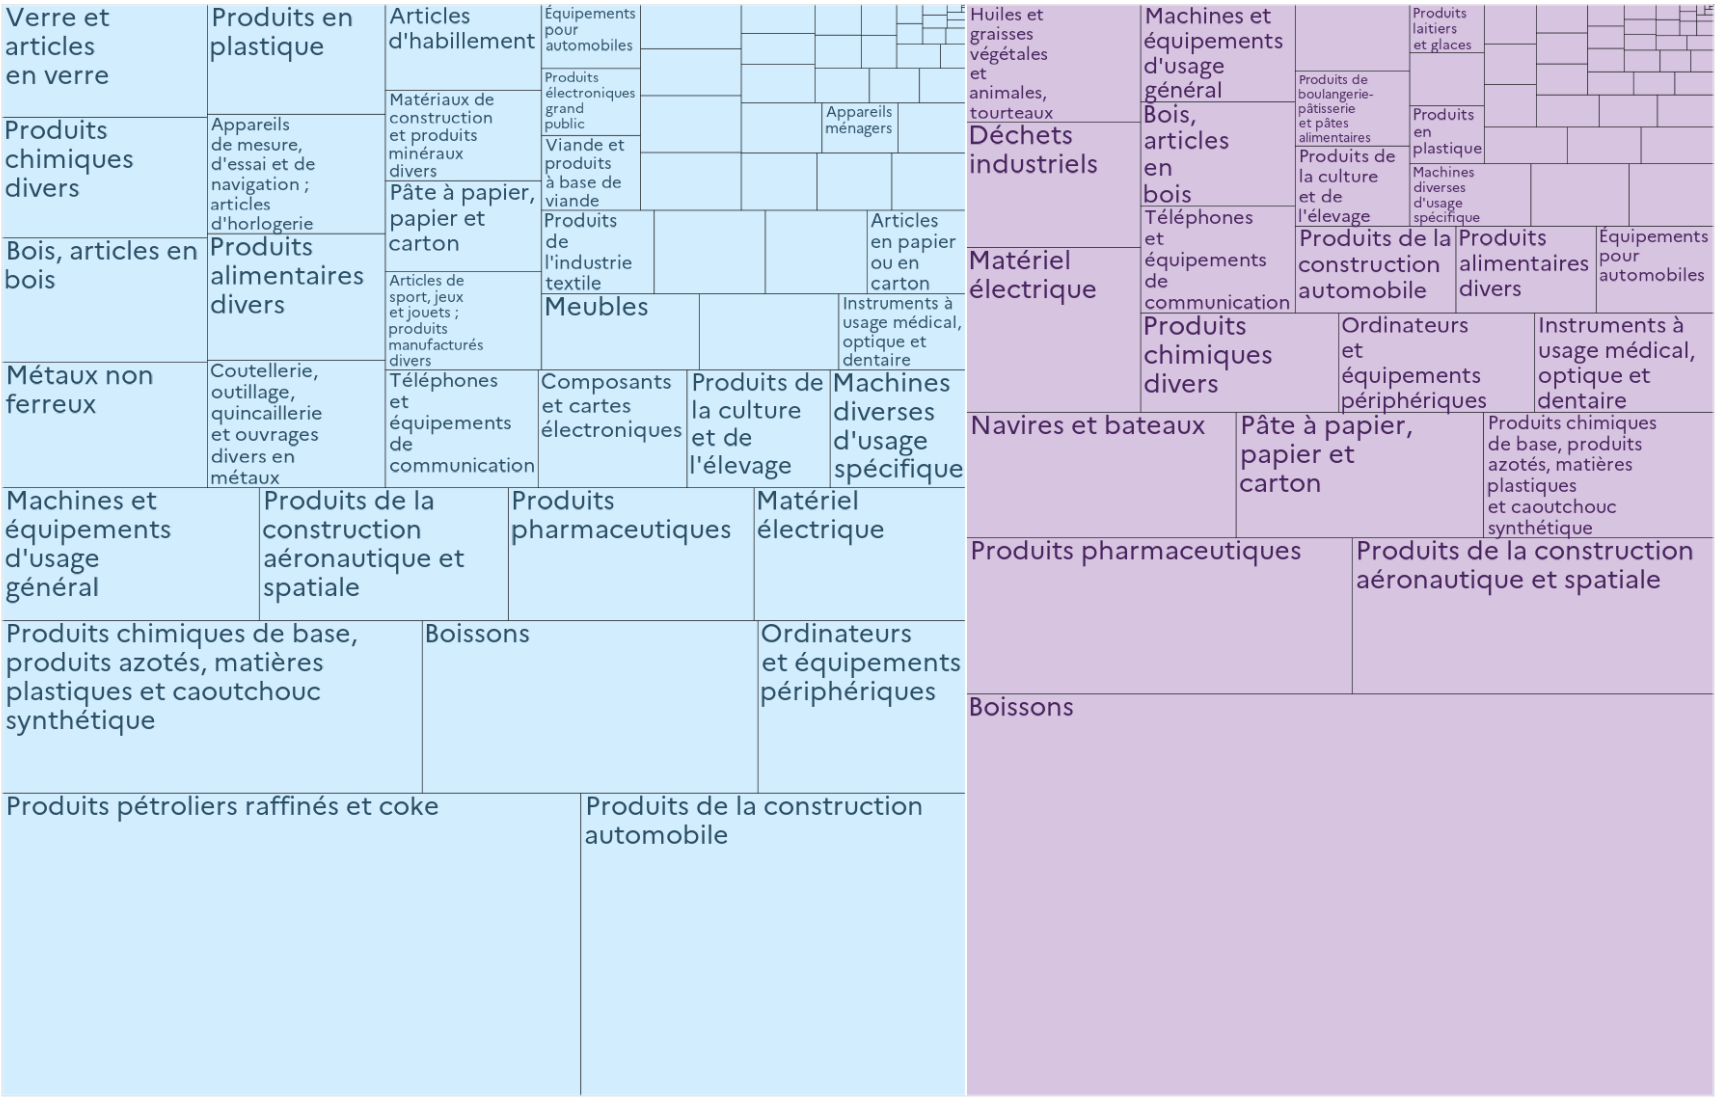 Verre et
articles
en verre
Produits en
plastique
Articles
d'habillement
Équipements
pour
automobiles
Produits
électroniques
grand
public
Appareils
ménagers
Produits
chimiques
divers
Appareils
de mesure,
d'essai et de
navigation ;
articles
d'horlogerie
Matériaux de
construction
et produits
minéraux
divers
Viande et
produits
à base de
viande
Pâte à papier,
papier et
carton
Produits
de
l'industrie
textile
Articles
en papier
ou en
carton
Bois, articles en
bois
Produits
alimentaires
divers
Articles de
sport, jeux
et jouets ;
produits
manufacturés
divers
Meubles
Instruments à
usage médical,
optique et
dentaire
Métaux non
ferreux
Coutellerie,
outillage,
quincaillerie
et ouvrages
divers en
métaux
Téléphones
et
équipements
de
communication
Composants
et cartes
électroniques
Produits de
la culture
et de
l'élevage
Machines
diverses
d'usage
spécifique
Machines et
équipements
d'usage
général
Produits de la
construction
aéronautique et
spatiale
Produits
pharmaceutiques
Matériel
électrique
Produits chimiques de base,
produits azotés, matières
plastiques et caoutchouc
synthétique
Boissons
Ordinateurs
et équipements
périphériques
Produits pétroliers raffinés et coke
Produits de la construction
automobile
Huiles et
graisses
végétales
et
animales,
tourteaux
Machines et
équipements
d'usage
général
Produits
laitiers
et glaces
Produits de
boulangerie-
pâtisserie
et pâtes
alimentaires
Produits
en
plastique
Déchets
industriels
Bois,
articles
en
bois
Produits de
la culture
et de
l'élevage
Machines
diverses
d'usage
spécifique
Téléphones
et
équipements
de
communication
Produits de la
construction
automobile
Produits
alimentaires
divers
Équipements
pour
automobiles
Matériel
électrique
Produits
chimiques
divers
Ordinateurs
et
équipements
périphériques
Instruments à
usage médical,
optique et
dentaire
Navires et bateaux
Pâte à papier,
papier et
carton
Produits chimiques
de base, produits
azotés, matières
plastiques
et caoutchouc
synthétique
Produits pharmaceutiques
Produits de la construction
aéronautique et spatiale
Boissons